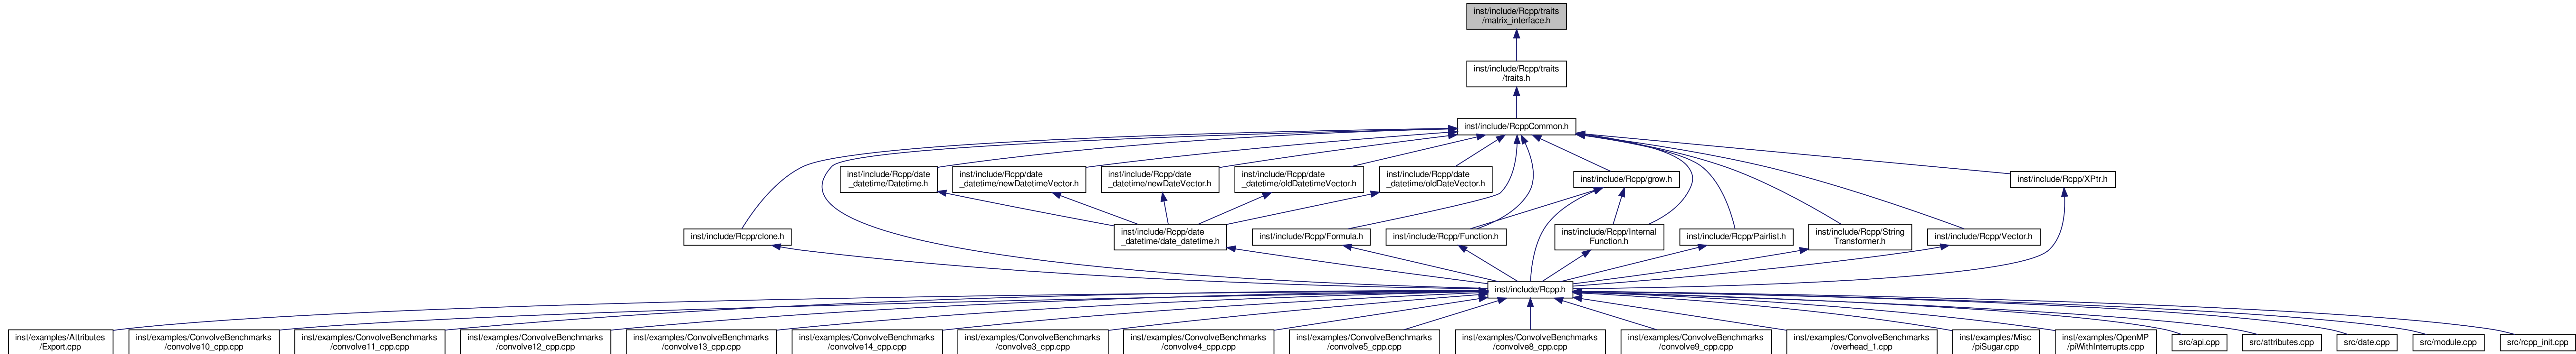 inst/include/Rcpp/traits
/matrix_interface.h
inst/include/Rcpp/traits
/traits.h
inst/include/RcppCommon.h
inst/include/Rcpp/date
_datetime/Datetime.h
inst/include/Rcpp/date
_datetime/newDatetimeVector.h
inst/include/Rcpp/date
_datetime/newDateVector.h
inst/include/Rcpp/date
_datetime/oldDatetimeVector.h
inst/include/Rcpp/date
_datetime/oldDateVector.h
inst/include/Rcpp/grow.h
inst/include/Rcpp/XPtr.h
inst/include/Rcpp/clone.h
inst/include/Rcpp/date
_datetime/date_datetime.h
inst/include/Rcpp/Formula.h
inst/include/Rcpp/Function.h
inst/include/Rcpp/Internal
Function.h
inst/include/Rcpp/Pairlist.h
inst/include/Rcpp/String
Transformer.h
inst/include/Rcpp/Vector.h
inst/include/Rcpp.h
inst/examples/Attributes
/Export.cpp
inst/examples/ConvolveBenchmarks
/convolve10_cpp.cpp
inst/examples/ConvolveBenchmarks
/convolve11_cpp.cpp
inst/examples/ConvolveBenchmarks
/convolve12_cpp.cpp
inst/examples/ConvolveBenchmarks
/convolve13_cpp.cpp
inst/examples/ConvolveBenchmarks
/convolve14_cpp.cpp
inst/examples/ConvolveBenchmarks
/convolve3_cpp.cpp
inst/examples/ConvolveBenchmarks
/convolve4_cpp.cpp
inst/examples/ConvolveBenchmarks
/convolve5_cpp.cpp
inst/examples/ConvolveBenchmarks
/convolve8_cpp.cpp
inst/examples/ConvolveBenchmarks
/convolve9_cpp.cpp
inst/examples/ConvolveBenchmarks
/overhead_1.cpp
inst/examples/Misc
/piSugar.cpp
inst/examples/OpenMP
/piWithInterrupts.cpp
src/api.cpp
src/attributes.cpp
src/date.cpp
src/module.cpp
src/rcpp_init.cpp